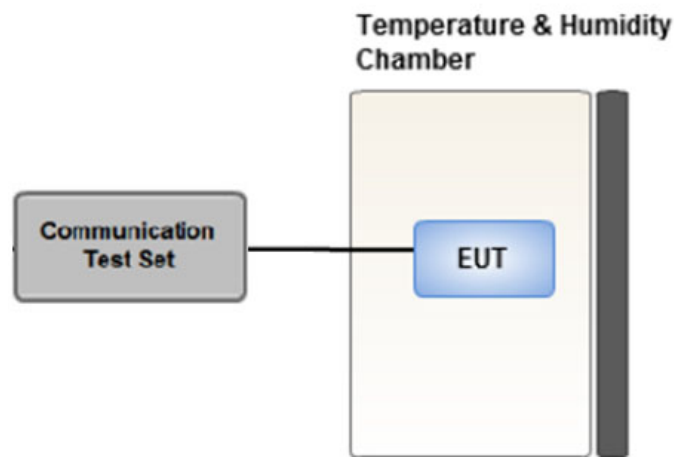 Temperature & Humidity
Chamber
Communication
Test Set
EUT